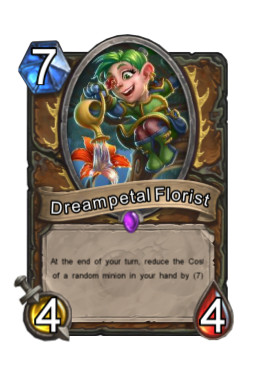 7
Dreampetal Florist
At the end of your turn, reduce the Cost
of a random minion in your hand by (7)
4
4